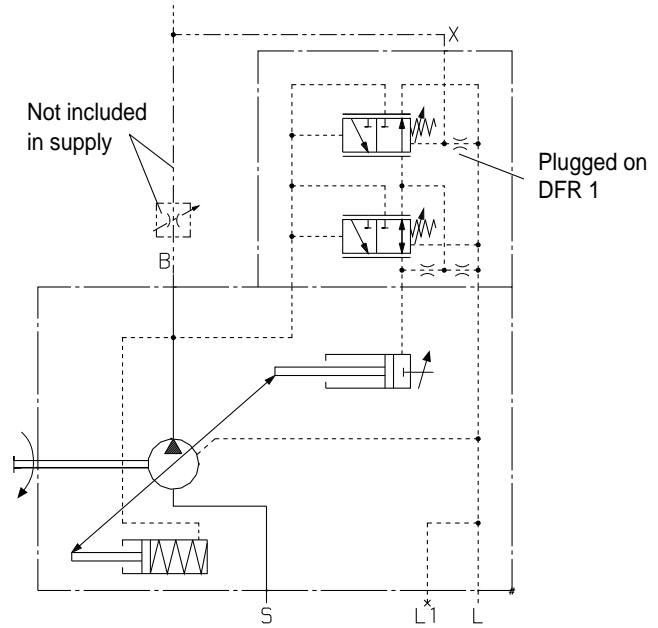 X
Not included
in supply
Plugged on
DFR 1
B
S
L1
L